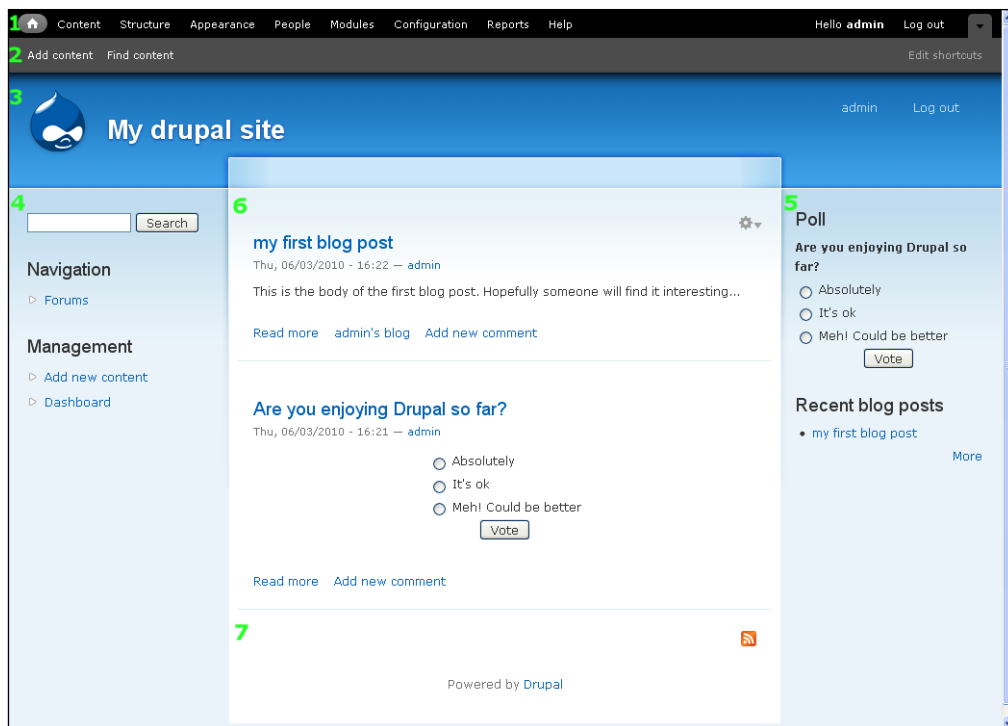 1 Content Structure Appearance People Modules Configuration Reports Help Hello admin Log out
2 Add content Find content Edit shortcuts
3
admin Log out
My drupal site
4
Search
Navigation
Forums
Management
Add new content
Dashboard
6
my first blog post
Thu, 06/03/2010 - 16:22 — admin
This is the body of the first blog post. Hopefully someone will find it interesting...
Read more admin's blog Add new comment
Are you enjoying Drupal so far?
Thu, 06/03/2010 - 16:21 — admin
Absolutely
It's ok
Meh! Could be better
Vote
Read more Add new comment
5
Poll
Are you enjoying Drupal so
far?
Absolutely
It's ok
Meh! Could be better
Vote
Recent blog posts
my first blog post
More
7
Powered by Drupal